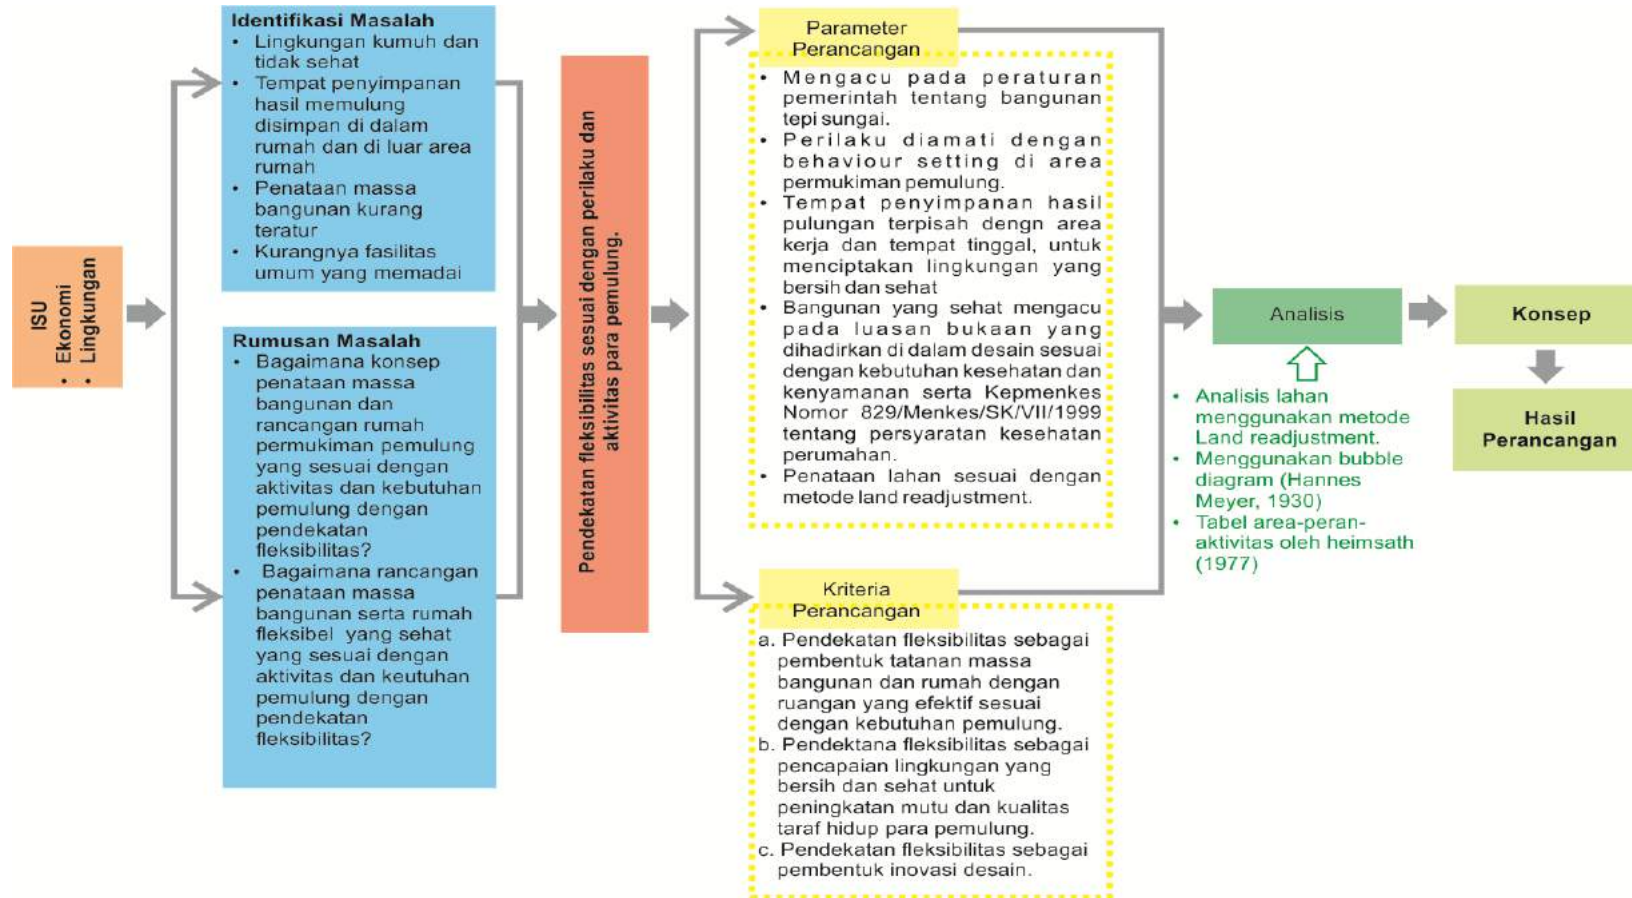 ISU
• Ekonomi
• Lingkungan
Identifikasi Masalah
• Lingkungan kumuh dan
tidak sehat
• Tempat penyimpanan
hasil memulung
disimpan di dalam
rumah dan di luar area
rumah
• Penataan massa
bangunan kurang
teratur
• Kurangnya fasilitas
umum yang memadai
Rumusan Masalah
• Bagaimana konsep
penataan massa
bangunan dan
rancangan rumah
permukiman pemulung
yang sesuai dengan
aktivitas dan kebutuhan
pemulung dengan
pendekatan
fleksibilitas?
• Bagaimana rancangan
penataan massa
bangunan serta rumah
fleksibel yang sehat
yang sesuai dengan
aktivitas dan keutuhan
pemulung dengan
pendekatan
fleksibilitas?
Pendekatan fleksibilitas sesuai dengan perilaku dan
aktivitas para pemulung.
Parameter
Perancangan
• Mengacu pada peraturan
pemerintah tentang bangunan
tepi sungai.
• Perilaku diamati dengan
behaviour setting di area
permukiman pemulung.
• Tempat penyimpanan hasil
pulungan terpisah dengn area
kerja dan tempat tinggal, untuk
menciptakan lingkungan yang
bersih dan sehat
• Bangunan yang sehat mengacu
pada luasan bukaan yang
dihadirkan di dalam desain sesuai
dengan kebutuhan kesehatan dan
kenyamanan serta Kepmenkes
Nomor 829/Menkes/SK/VII/1999
tentang persyaratan kesehatan
perumahan.
• Penataan lahan sesuai dengan
metode land readjustment.
Kriteria
Perancangan
a. Pendekatan fleksibilitas sebagai
pembentuk tatanan massa
bangunan dan rumah dengan
ruangan yang efektif sesuai
dengan kebutuhan pemulung.
b. Pendektana fleksibilitas sebagai
pencapaian lingkungan yang
bersih dan sehat untuk
peningkatan mutu dan kualitas
taraf hidup para pemulung.
c. Pendekatan fleksibilitas sebagai
pembentuk inovasi desain.
Analisis
• Analisis lahan
menggunakan metode
Land readjustment.
• Menggunakan bubble
diagram (Hannes
Meyer, 1930)
• Tabel area-peran-
aktivitas oleh heimsath
(1977)
Konsep
Hasil
Perancangan